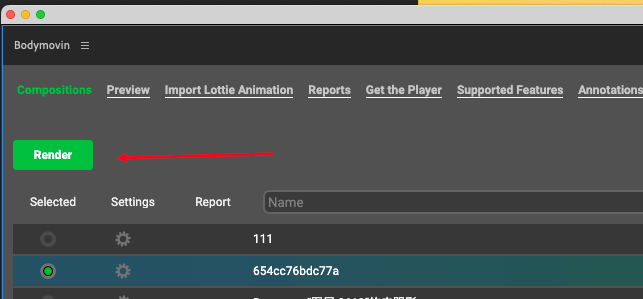 Bodymovin
Compositions Preview Import Lottie Animation Reports Get the Player Supported Features Annotations
Render
Selected Settings Report Name
111
654cc76bdc77a